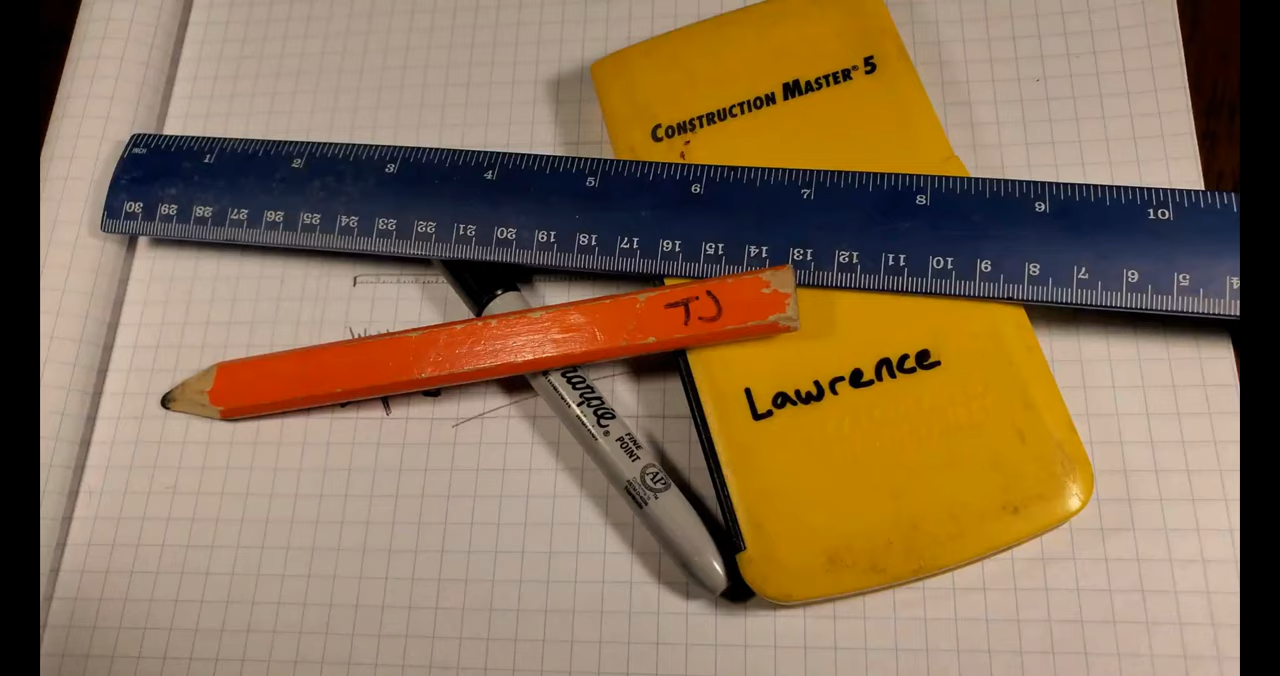 CONSTRUCTION MASTER® 5
INCH 1 2 3 4 5 6 7 8 9 10
30 29 28 27 26 25 24 23 22 21 20 19 18 17 16 15 14 13 12 11 10 9 8 7 6 5 4
TJ
Lawrence
Sharpie®
FINE
POINT
AP